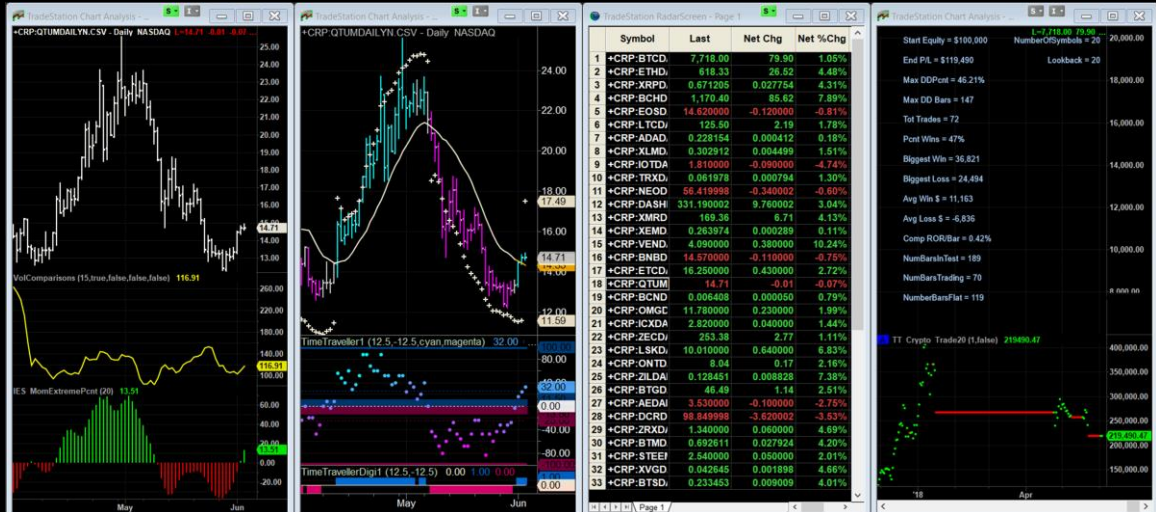 TradeStation Chart Analysis - ...
+CRP:QTUMDAILYN.CSV - Daily NASDAQ L=14.71 -0.01 -0.07 ...
25.00
24.00
23.00
22.00
21.00
20.00
19.00
18.00
17.00
16.00
14.71
14.00
13.00
VolComparisons (15,true,false,false,false) 116.91
260.00
220.00
180.00
140.00
116.91
100.00
IES_MomExtremePcnt (20) 13.51
60.00
40.00
20.00
13.51
0.00
-20.00
May
Jun
TradeStation Chart Analysis - ...
+CRP:QTUMDAILYN.CSV - Daily NASDAQ
24.00
22.00
20.00
18.00
17.49
16.00
14.71
14.00
12.00
11.59
TimeTraveller1 (12.5,-12.5,cyan,magenta) 32.00
100.00
80.00
32.00
0.00
-40.00
-80.00
-100.00
TimeTravellerDigi1 (12.5,-12.5) 0.00 1.00 0.00
1.00
0.00
May
Jun
TradeStation RadarScreen - Page 1
Symbol Last Net Chg Net %Chg
1 +CRP:BTCD 7,718.00 79.90 1.05%
2 +CRP:ETHD 618.33 26.52 4.48%
3 +CRP:XRPD 0.671205 0.027754 4.31%
4 +CRP:BCHD 1,170.40 85.62 7.89%
5 +CRP:EOSD 14.620000 -0.120000 -0.81%
6 +CRP:LTCD 125.50 2.19 1.78%
7 +CRP:ADAD 0.228154 0.000412 0.18%
8 +CRP:XLMD 0.302912 0.004499 1.51%
9 +CRP:IOTDA 1.810000 -0.090000 -4.74%
10 +CRP:TRXD 0.061978 0.000794 1.30%
11 +CRP:NEOD 56.419998 -0.340002 -0.60%
12 +CRP:DASH 331.190002 9.760002 3.04%
13 +CRP:XMRD 169.36 6.71 4.13%
14 +CRP:XEMD 0.263974 0.000289 0.11%
15 +CRP:VEND 4.090000 0.380000 10.24%
16 +CRP:BNBD 14.570000 -0.110000 -0.75%
17 +CRP:ETCD 16.250000 0.430000 2.72%
18 +CRP:QTUM 14.71 -0.01 -0.07%
19 +CRP:BCND 0.006408 0.000050 0.79%
20 +CRP:OMGD 11.780000 0.230000 1.99%
21 +CRP:ICXDA 2.820000 0.040000 1.44%
22 +CRP:ZECD 253.38 2.77 1.11%
23 +CRP:LSKD 10.010000 0.640000 6.83%
24 +CRP:ONTD 8.04 0.17 2.16%
25 +CRP:ZILDA 0.128451 0.008828 7.38%
26 +CRP:BTGD 46.49 1.14 2.51%
27 +CRP:AEDAI 3.530000 -0.100000 -2.75%
28 +CRP:DCRD 98.849998 -3.620002 -3.53%
29 +CRP:ZRXD 1.340000 0.060000 4.69%
30 +CRP:BTMD 0.692611 0.027924 4.20%
31 +CRP:STEEM 2.540000 0.050000 2.01%
32 +CRP:XVGD 0.042645 0.001898 4.66%
33 +CRP:BTSD 0.233453 0.009009 4.01%
Page 1
TradeStation Chart Analysis - ...
L=7,718.00 79.90 ...
Start Equity = $100,000 NumberOfSymbols = 20
End P/L = $119,490 Lookback = 20
Max DDPcnt = 46.21%
Max DD Bars = 147
Tot Trades = 72
Pcnt Wins = 47%
Biggest Win = 36,821
Biggest Loss = 24,494
Avg Win $ = 11,163
Avg Loss $ = -6,836
Comp ROR/Bar = 0.42%
NumBarsInTest = 189
NumBarsTrading = 70
NumberBarsFlat = 119
20,000.00
18,000.00
16,000.00
14,000.00
12,000.00
10,000.00
8,000.00
TT_Crypto_Trade20 (1,false) 219490.47
400,000.00
350,000.00
300,000.00
250,000.00
219,490.47
150,000.00
'18
Apr